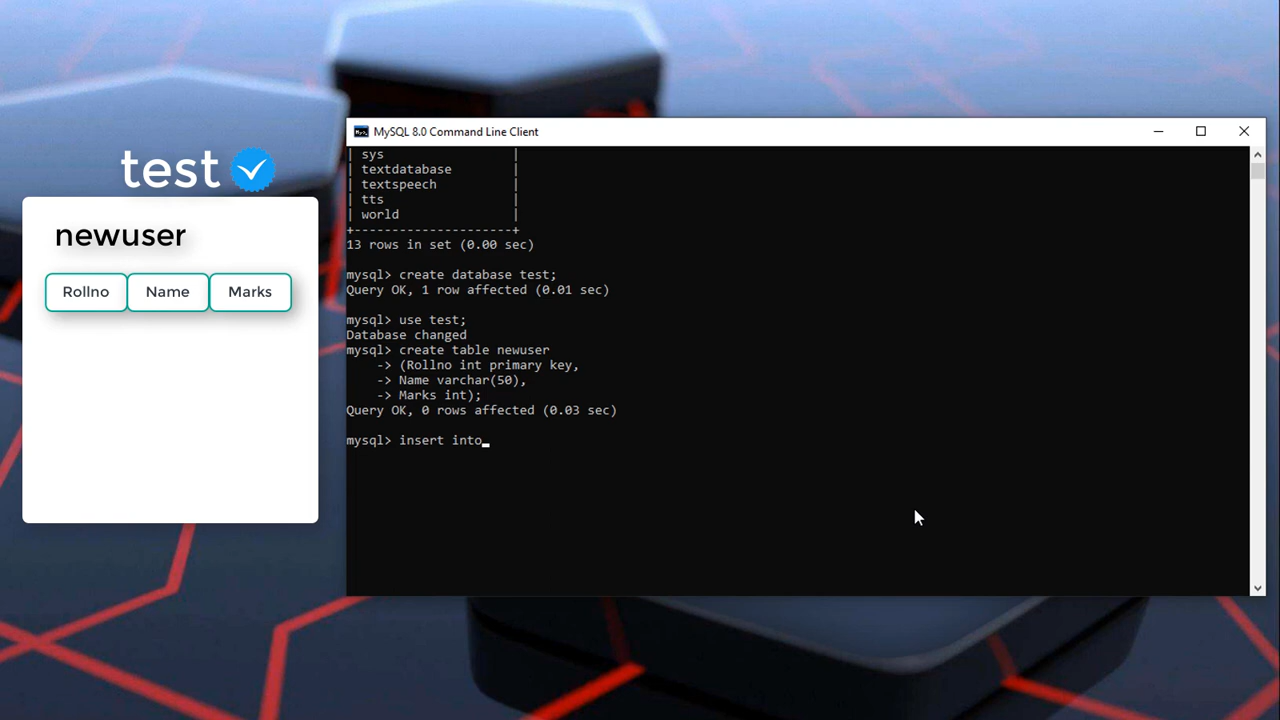 test
newuser
Rollno Name Marks
MySQL 8.0 Command Line Client
| sys |
| textdatabase |
| textspeech |
| tts |
| world |
+--------------------+
13 rows in set (0.00 sec)
mysql> create database test;
Query OK, 1 row affected (0.01 sec)
mysql> use test;
Database changed
mysql> create table newuser
-> (Rollno int primary key,
-> Name varchar(50),
-> Marks int);
Query OK, 0 rows affected (0.03 sec)
mysql> insert into